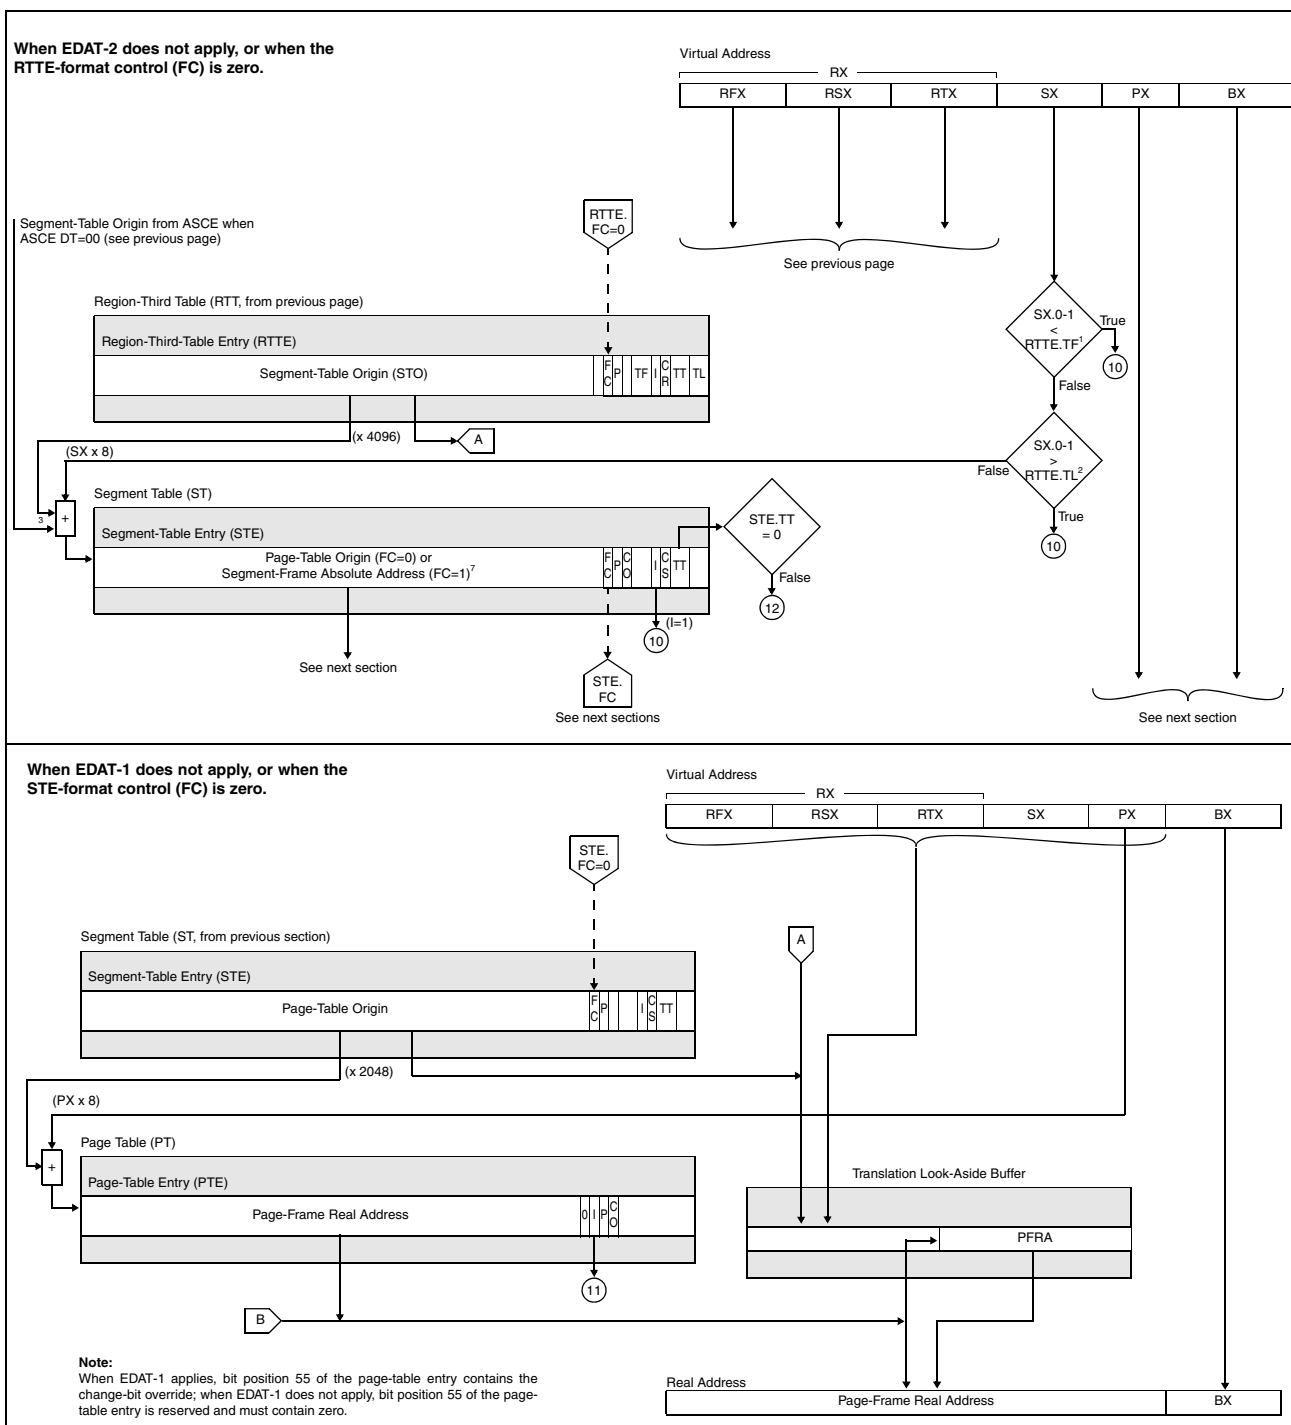 When EDAT-2 does not apply, or when the
RTTE-format control (FC) is zero.
Virtual Address
RX
RFX RSX RTX SX PX BX
Segment-Table Origin from ASCE when
ASCE DT=00 (see previous page)
RTTE.
FC=0
See previous page
Region-Third Table (RTT, from previous page)
Region-Third-Table Entry (RTTE)
Segment-Table Origin (STO) FC P TF I CR TT TL
SX.0-1
<
RTTE.TF1
True
10
False
(x 4096)
A
(SX x 8)
SX.0-1
>
RTTE.TL2
False
True
10
Segment Table (ST)
3
+
Segment-Table Entry (STE)
Page-Table Origin (FC=0) or
Segment-Frame Absolute Address (FC=1)7
FC P CO I CS TT
STE.TT
= 0
False
12
(I=1)
10
See next section
STE.
FC
See next sections
See next section
When EDAT-1 does not apply, or when the
STE-format control (FC) is zero.
Virtual Address
RX
RFX RSX RTX SX PX BX
STE.
FC=0
Segment Table (ST, from previous section)
A
Segment-Table Entry (STE)
Page-Table Origin FC P I CS TT
(x 2048)
(PX x 8)
Page Table (PT)
+
Page-Table Entry (PTE)
Page-Frame Real Address 0 I P CO
11
Translation Look-Aside Buffer
PFRA
B
Note:
When EDAT-1 applies, bit position 55 of the page-table entry contains the
change-bit override; when EDAT-1 does not apply, bit position 55 of the page-
table entry is reserved and must contain zero.
Real Address
Page-Frame Real Address BX